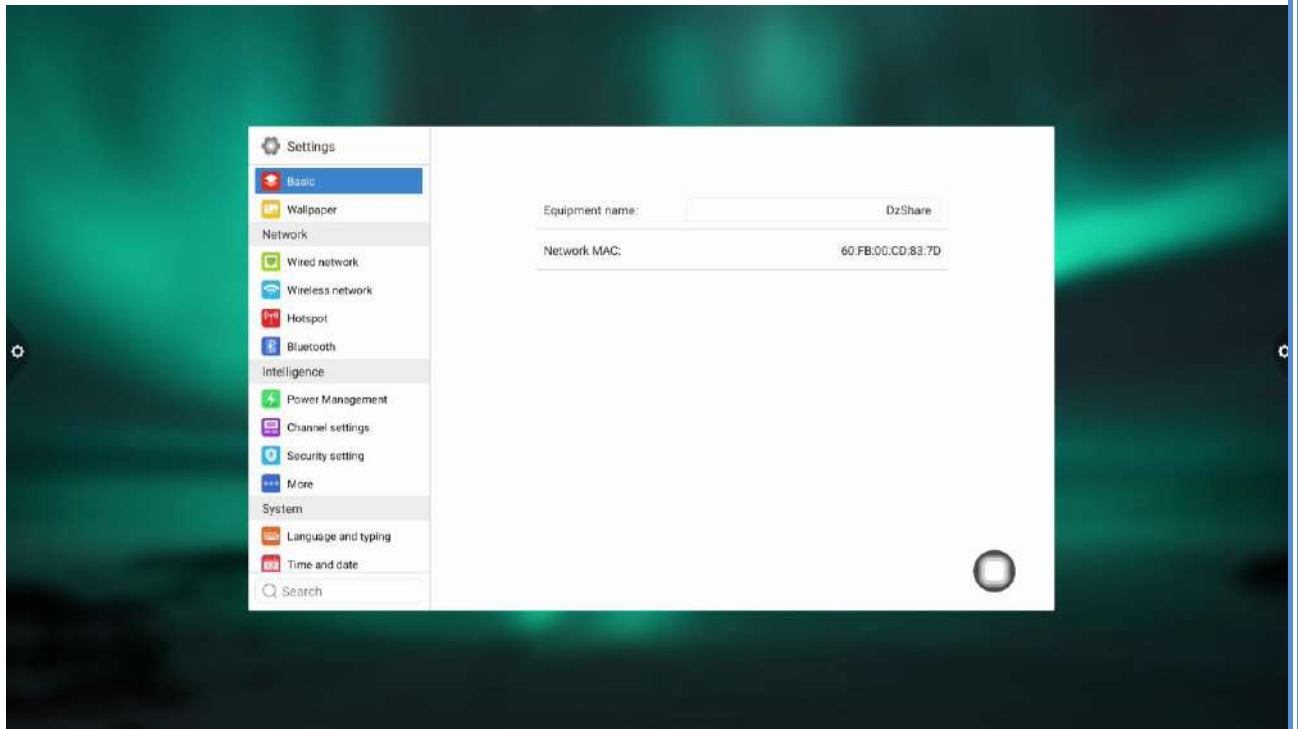 Settings
Basic
Wallpaper
Network
Wired network
Wireless network
Hotspot
Bluetooth
Intelligence
Power Management
Channel settings
Security setting
More
System
Language and typing
Time and date
Search
Equipment name: DzShare
Network MAC: 60:FB:00:CD:83:7D